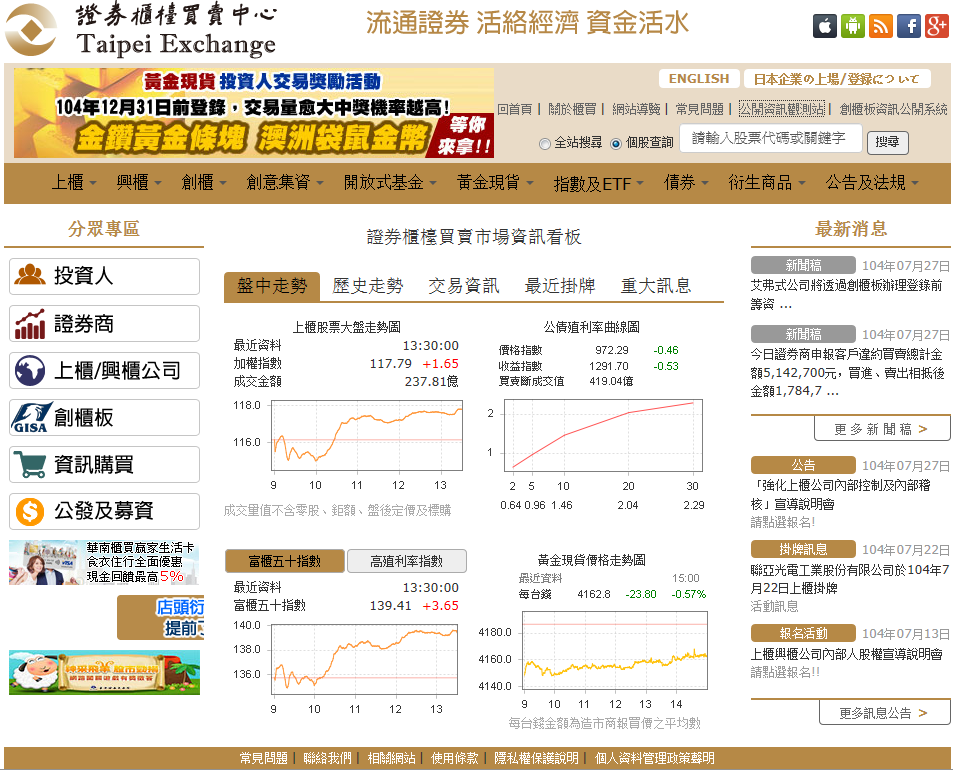 證券櫃檯買賣中心
Taipei Exchange
流通證券 活絡經濟 資金活水
黃金現貨 投資人交易獎勵活動
104年12月31日前登錄，交易量愈大中獎機率越高!
金鑽黃金條塊 澳洲袋鼠金幣
等你
來拿!!
ENGLISH
日本企業の上場/登録について
回首頁 | 關於櫃買 | 網站導覽 | 常見問題 | 公開資訊觀測站 | 創櫃板資訊公開系統
全站搜尋 個股查詢 請輸入股票代碼或關鍵字 搜尋
上櫃 興櫃 創櫃 創意集資 開放式基金 黃金現貨 指數及ETF 債券 衍生商品 公告及法規
分眾專區
投資人
證券商
上櫃/興櫃公司
GISA 創櫃板
資訊購買
公發及募資
華南櫃買贏家生活卡
食衣住行全面優惠
現金回饋最高5%
VISA
店頭衍
提前
證券櫃檯買賣市場資訊看板
盤中走勢 歷史走勢 交易資訊 最近掛牌 重大訊息
上櫃股票大盤走勢圖
最近資料 13:30:00
加權指數 117.79 +1.65
成交金額 237.81億
118.0
116.0
9 10 11 12 13
成交量值不含零股、鉅額、盤後定價及標購
公債殖利率曲線圖
價格指數 972.29 -0.46
收益指數 1291.70 -0.53
買賣斷成交值 419.04億
2
1
2 5 10 20 30
0.64 0.96 1.46 2.04 2.29
富櫃五十指數 高殖利率指數
最近資料 13:30:00
富櫃五十指數 139.41 +3.65
140.0
138.0
136.0
9 10 11 12 13
黃金現貨價格走勢圖
最近資料 15:00
每台錢 4162.8 -23.80 -0.57%
4180.0
4160.0
4140.0
9 10 11 12 13 14
每台錢金額為造市商報買價之平均數
最新消息
新聞稿 104年07月27日
艾弗式公司將透過創櫃板辦理登錄前
籌資 ...
新聞稿 104年07月27日
今日證券商申報客戶違約買賣總計金
額5,142,700元，買進、賣出相抵後
金額1,784,7 ...
更多新聞稿 >
公告 104年07月27日
「強化上櫃公司內部控制及內部稽
核」宣導說明會
請點選報名!
掛牌訊息 104年07月22日
聯亞光電工業股份有限公司於104年7
月22日上櫃掛牌
活動訊息
報名活動 104年07月13日
上櫃興櫃公司內部人股權宣導說明會
請點選報名!!
更多訊息公告 >
常見問題 | 聯絡我們 | 相關網站 | 使用條款 | 隱私權保護說明 | 個人資料管理政策聲明